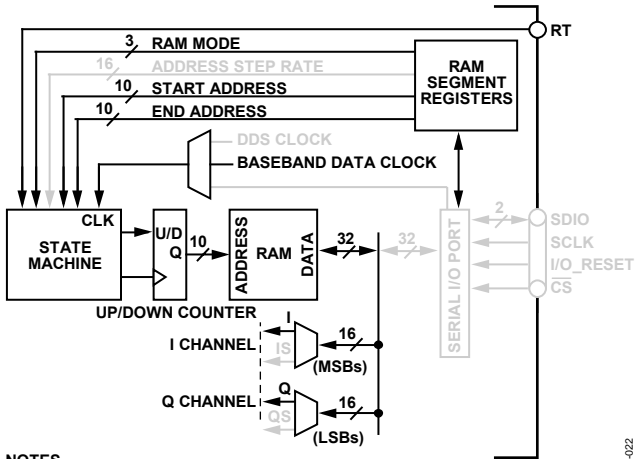 RT
3 RAM MODE
16 ADDRESS STEP RATE
10 START ADDRESS
10 END ADDRESS
RAM
SEGMENT
REGISTERS
DDS CLOCK
BASEBAND DATA CLOCK
CLK
STATE
MACHINE
U/D
Q
10
ADDRESS
RAM
DATA
32
32
SERIAL I/O PORT
2
SDIO
SCLK
I/O_RESET
CS
UP/DOWN COUNTER
I CHANNEL
I
IS
16
(MSBs)
Q CHANNEL
Q
QS
16
(LSBs)
NOTES
-022